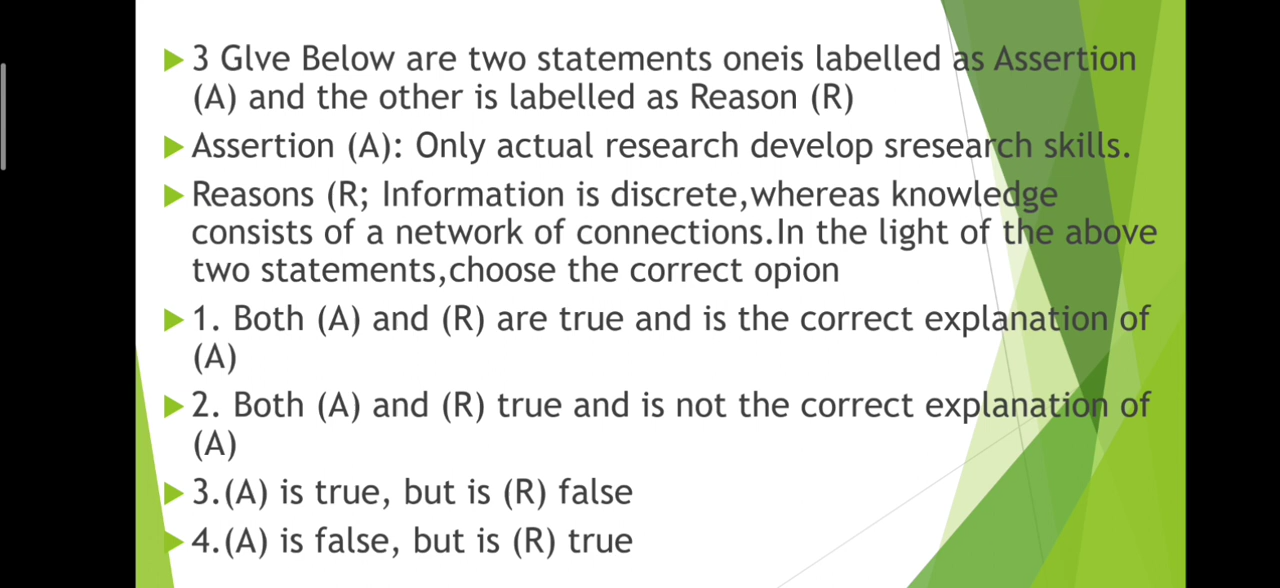 3 Glve Below are two statements oneis labelled as Assertion
(A) and the other is labelled as Reason (R)
Assertion (A): Only actual research develop sresearch skills.
Reasons (R; Information is discrete,whereas knowledge
consists of a network of connections.In the light of the above
two statements,choose the correct opion
1. Both (A) and (R) are true and is the correct explanation of
(A)
2. Both (A) and (R) true and is not the correct explanation of
(A)
3.(A) is true, but is (R) false
4.(A) is false, but is (R) true